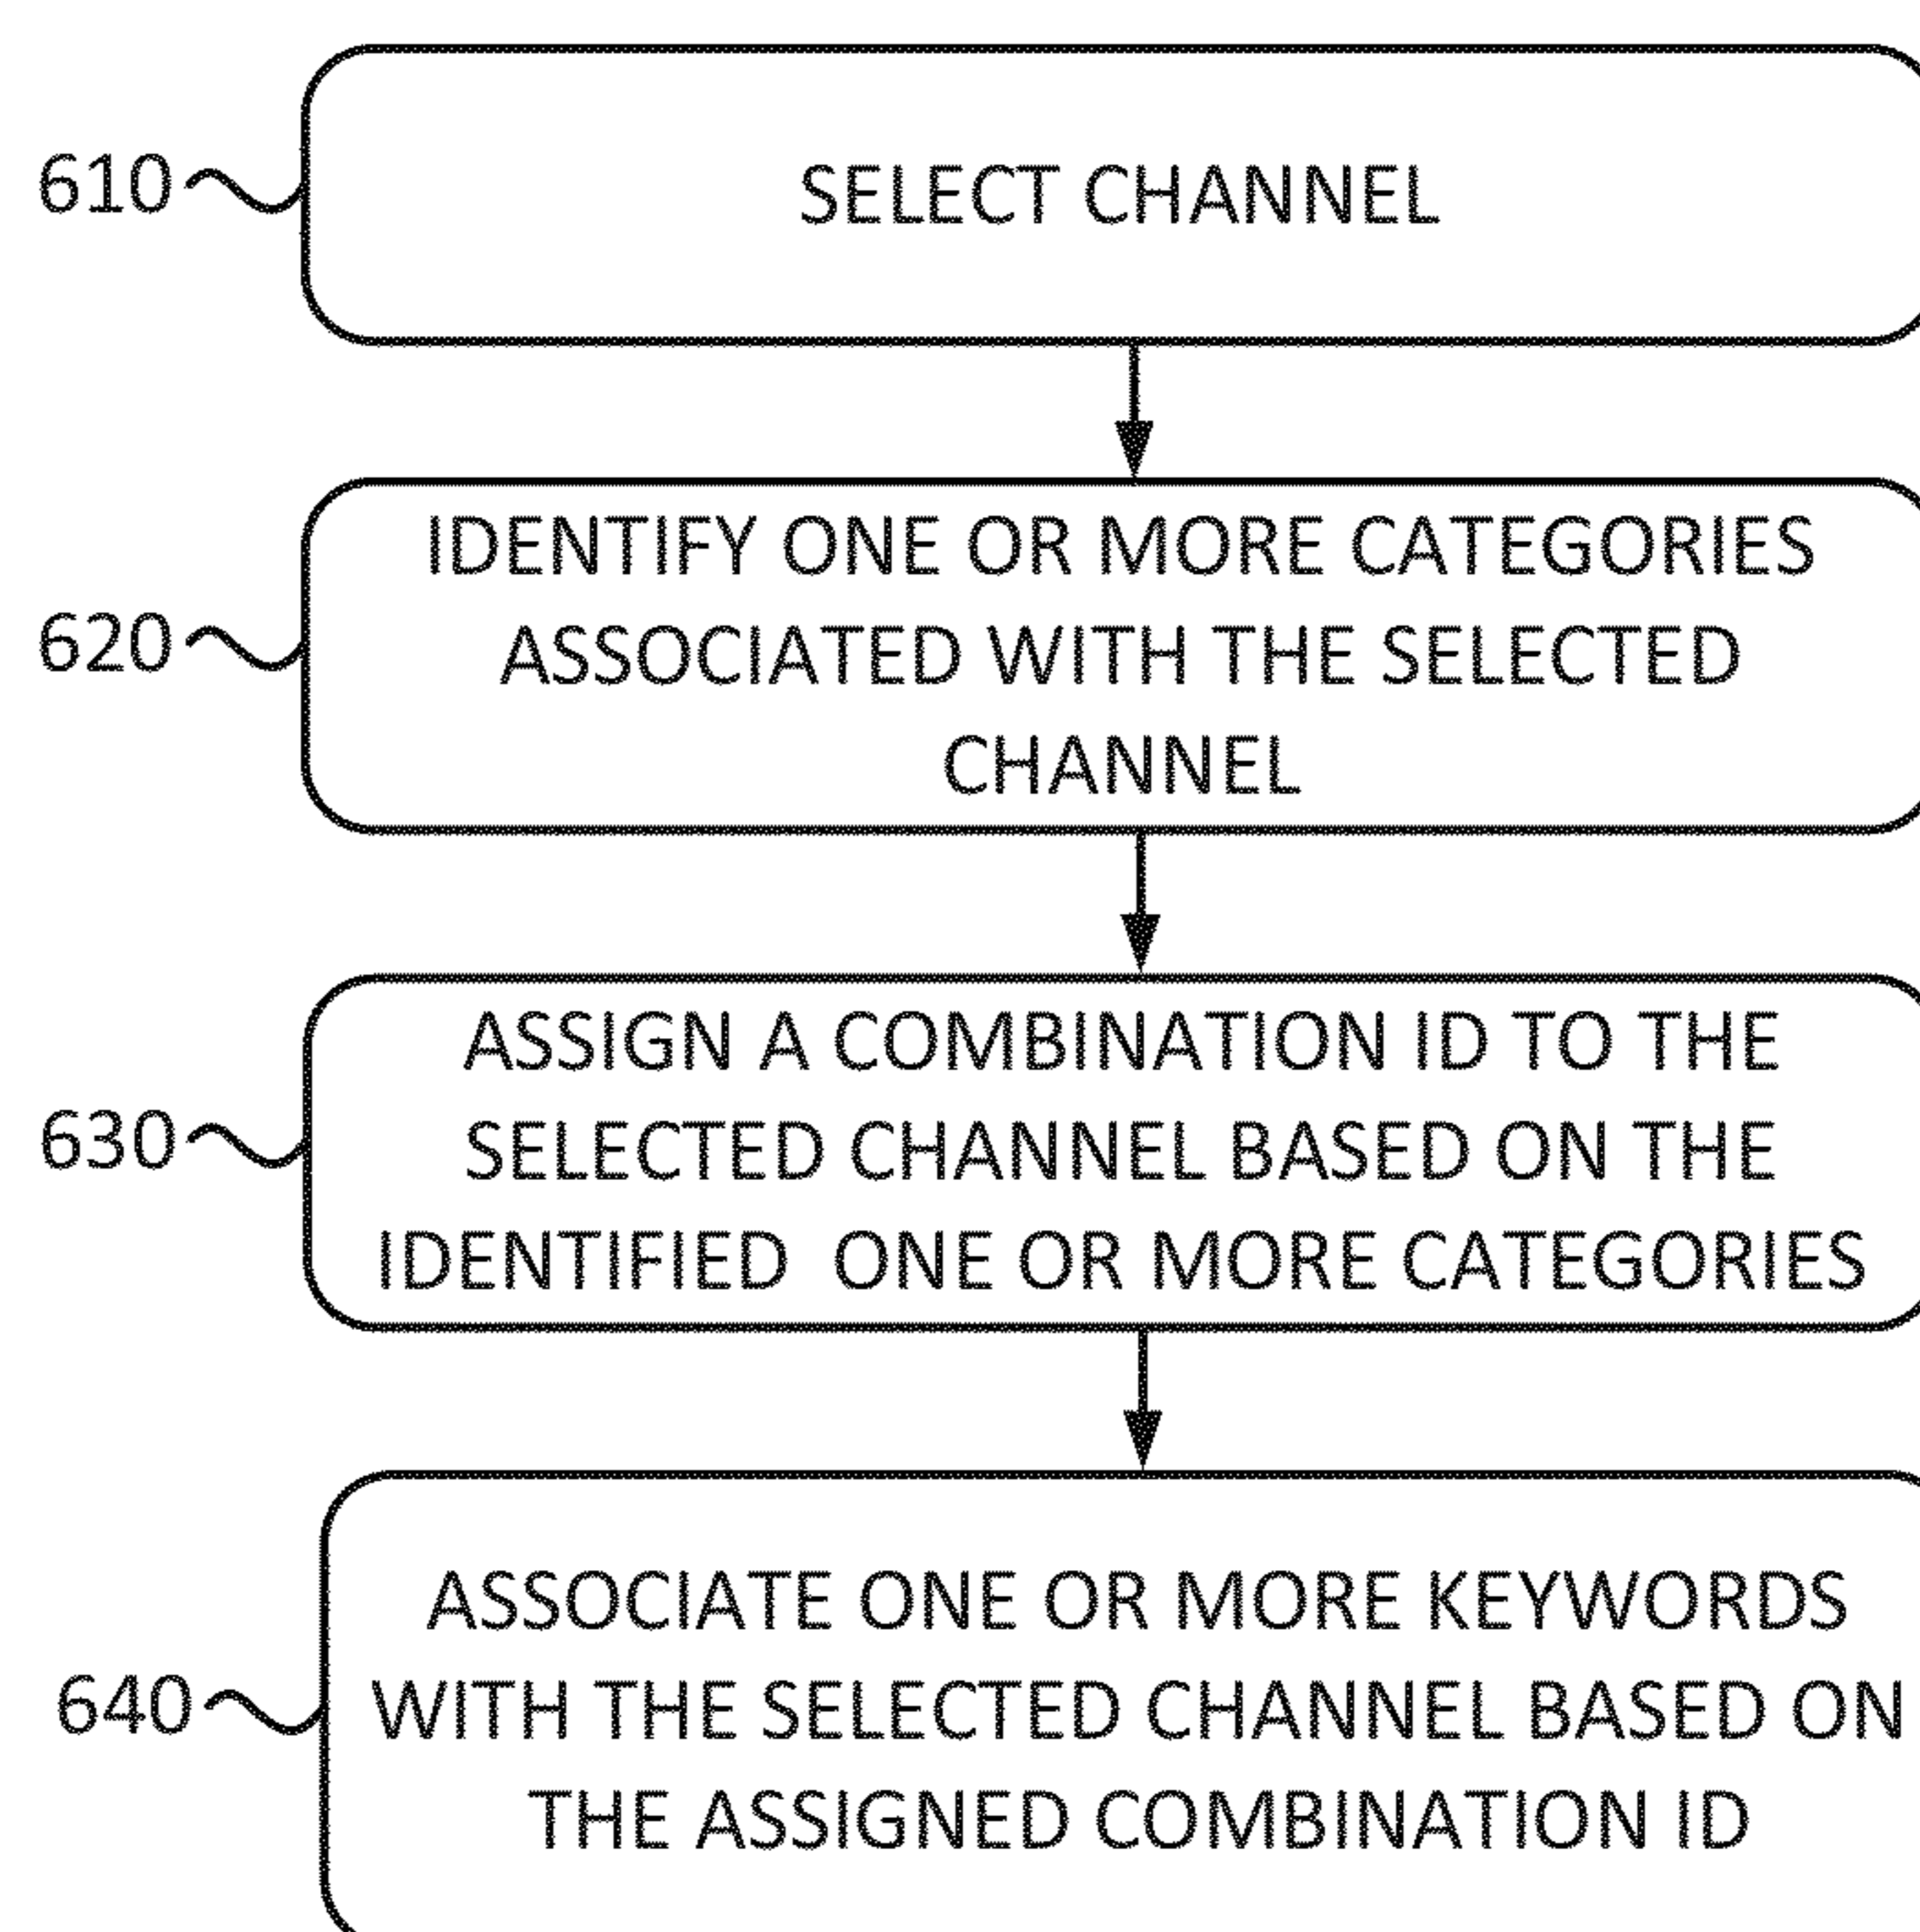 610
SELECT CHANNEL
620
IDENTIFY ONE OR MORE CATEGORIES
ASSOCIATED WITH THE SELECTED
CHANNEL
630
ASSIGN A COMBINATION ID TO THE
SELECTED CHANNEL BASED ON THE
IDENTIFIED ONE OR MORE CATEGORIES
640
ASSOCIATE ONE OR MORE KEYWORDS
WITH THE SELECTED CHANNEL BASED ON
THE ASSIGNED COMBINATION ID